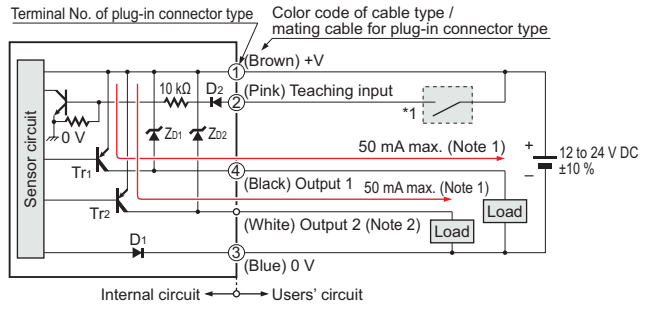 Terminal No. of plug-in connector type
Color code of cable type /
mating cable for plug-in connector type
1
(Brown) +V
10 kΩ
D2
2
(Pink) Teaching input
*1
0 V
ZD1
ZD2
50 mA max. (Note 1)
+
12 to 24 V DC
±10 %
–
Sensor circuit
Tr1
4
(Black) Output 1
50 mA max. (Note 1)
Tr2
(White) Output 2 (Note 2)
Load
Load
D1
3
(Blue) 0 V
Internal circuit
Users' circuit